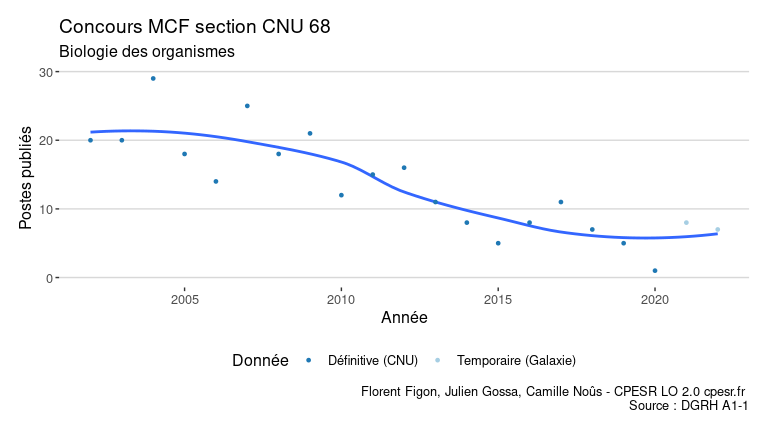 Concours MCF section CNU 68
Biologie des organismes
Postes publiés
30
20
10
0
2005 2010 2015 2020
Année
Donnée Définitive (CNU) Temporaire (Galaxie)
Florent Figon, Julien Gossa, Camille Noûs - CPESR LO 2.0 cpesr.fr
Source : DGRH A1-1